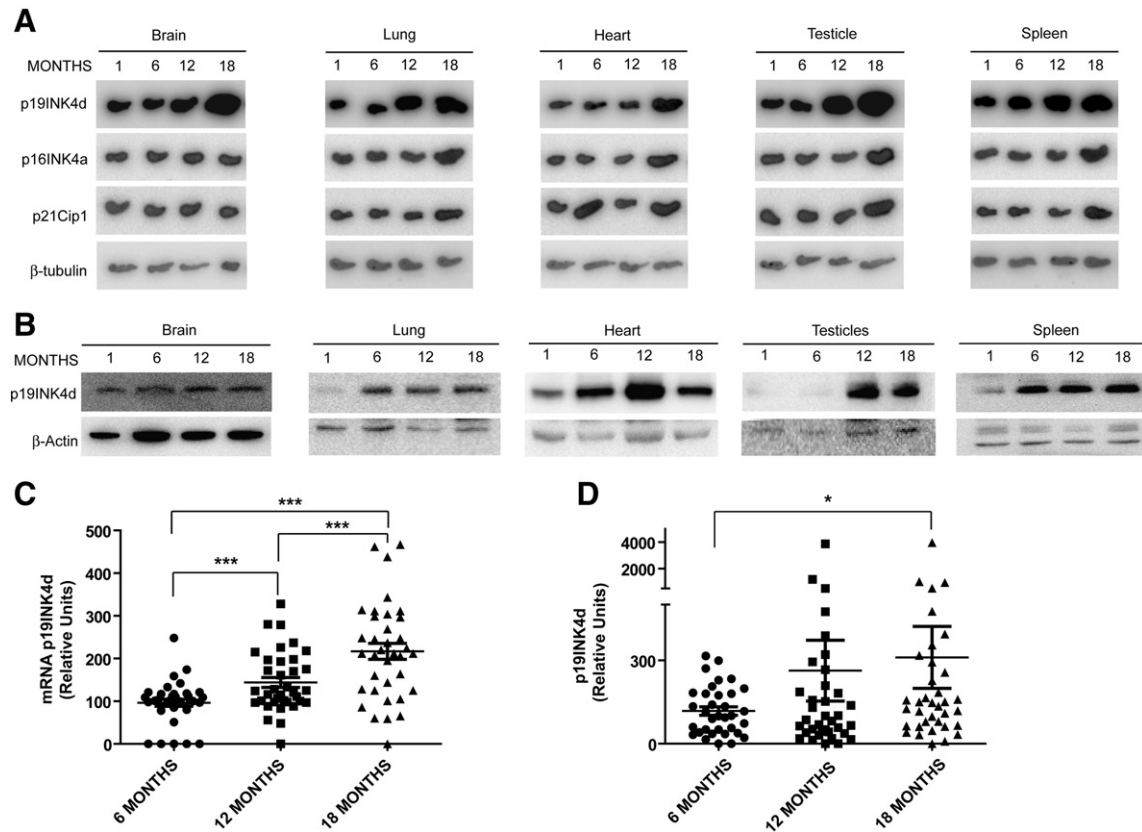 A
Brain Lung Heart Testicle Spleen
MONTHS 1 6 12 18 1 6 12 18 1 6 12 18 1 6 12 18 1 6 12 18
p19INK4d
p16INK4a
p21Cip1
β-tubulin
B
Brain Lung Heart Testicles Spleen
MONTHS 1 6 12 18 1 6 12 18 1 6 12 18 1 6 12 18 1 6 12 18
p19INK4d
β-Actin
C
mRNA p19INK4d
(Relative Units)
500
400
300
200
100
0
***
***
***
6 MONTHS
12 MONTHS
18 MONTHS
D
p19INK4d
(Relative Units)
4000
2000
300
0
*
6 MONTHS
12 MONTHS
18 MONTHS